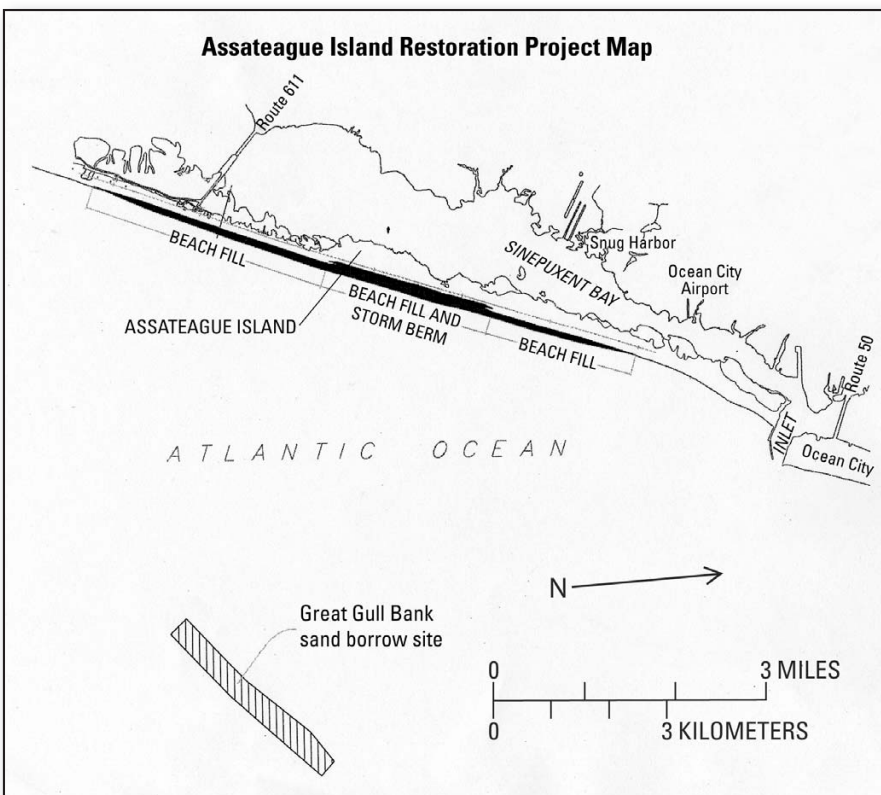 Assateague Island Restoration Project Map
Route 611
BEACH FILL
ASSATEAGUE ISLAND
BEACH FILL AND
STORM BERM
BEACH FILL
SINEPUXENT BAY
Snug Harbor
Ocean City
Airport
Route 50
INLET
Ocean City
ATLANTIC OCEAN
N
Great Gull Bank
sand borrow site
0 3 MILES
0 3 KILOMETERS